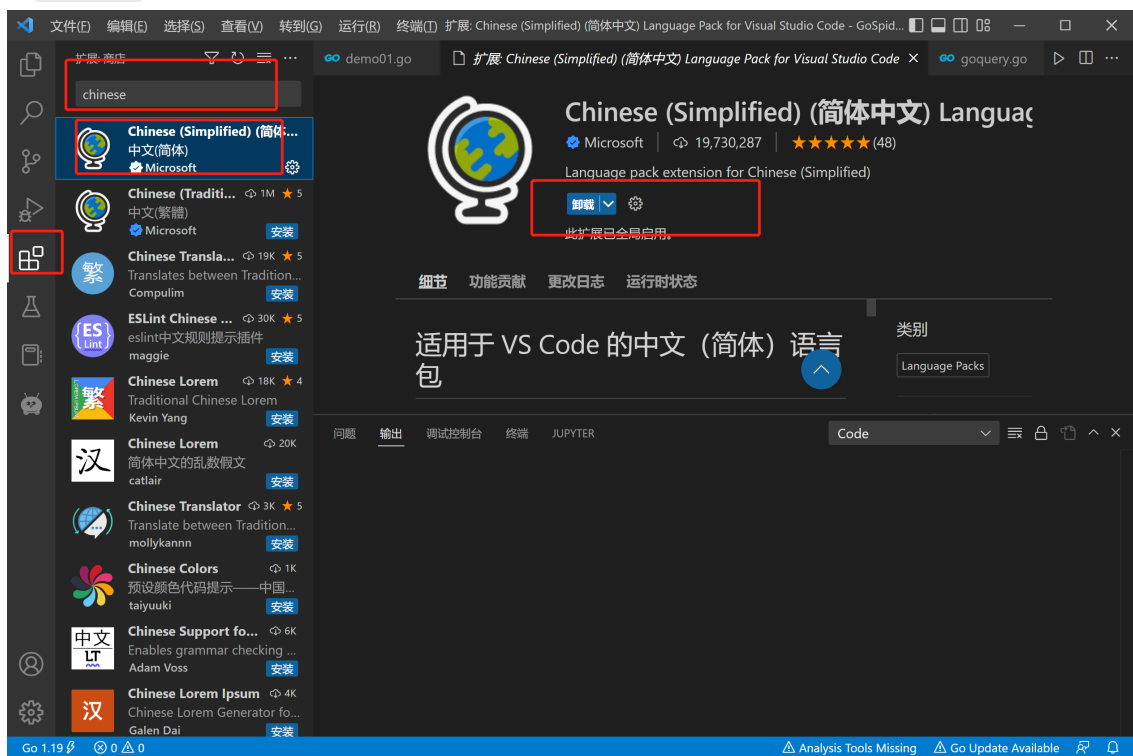 文件(F) 编辑(E) 选择(S) 查看(V) 转到(G) 运行(R) 终端(T) 扩展: Chinese (Simplified) (简体中文) Language Pack for Visual Studio Code - GoSpid...
扩展: 商店
chinese
Chinese (Simplified) (简体...
中文(简体)
Microsoft
Chinese (Traditi... 1M ★ 5
中文(繁體)
Microsoft 安装
繁
Chinese Transla... 19K ★ 5
Translates between Tradition...
Compulim 安装
{ES}
Lint
ESLint Chinese ... 30K ★ 5
eslint中文规则提示插件
maggie 安装
繁
Chinese Lorem 18K ★ 4
Traditional Chinese Lorem
Kevin Yang 安装
汉
Chinese Lorem 20K
简体中文的乱数假文
catlair 安装
Chinese Translator 3K ★ 5
Translate between Tradition...
mollykannn 安装
Chinese Colors 1K
预设颜色代码提示——中国...
taiyuuki 安装
中文
LT
Chinese Support fo... 6K
Enables grammar checking ...
Adam Voss 安装
汉
Chinese Lorem Ipsum 4K
Chinese Lorem Generator fo...
Galen Dai 安装
demo01.go 扩展: Chinese (Simplified) (简体中文) Language Pack for Visual Studio Code goquery.go
Chinese (Simplified) (简体中文) Languag
Microsoft 19,730,287 ★★★★★(48)
Language pack extension for Chinese (Simplified)
卸载
此扩展已全局启用。
细节 功能贡献 更改日志 运行时状态
适用于 VS Code 的中文（简体）语言
包
类别
Language Packs
问题 输出 调试控制台 终端 JUPYTER Code
Go 1.19 0 0 Analysis Tools Missing Go Update Available